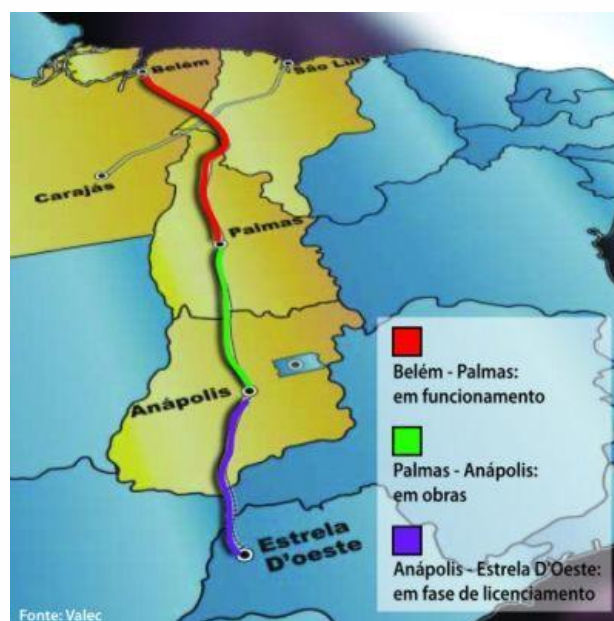 Belém
São Luís
Carajás
Palmas
Anápolis
Estrela
D'oeste
Belém - Palmas:
em funcionamento
Palmas - Anápolis:
em obras
Anápolis - Estrela D'Oeste:
em fase de licenciamento
Fonte: Valec